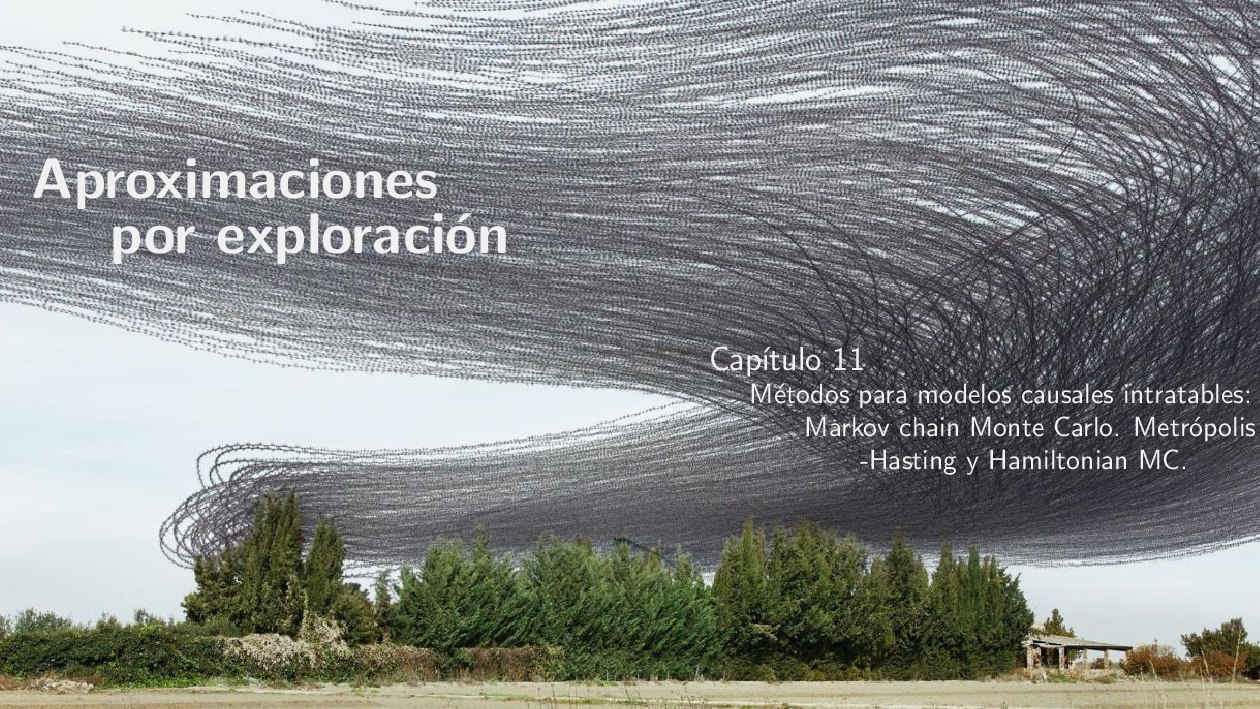 Aproximaciones
por exploración
Capítulo 11
Métodos para modelos causales intratables:
Markov chain Monte Carlo. Metrópolis
-Hasting y Hamiltonian MC.